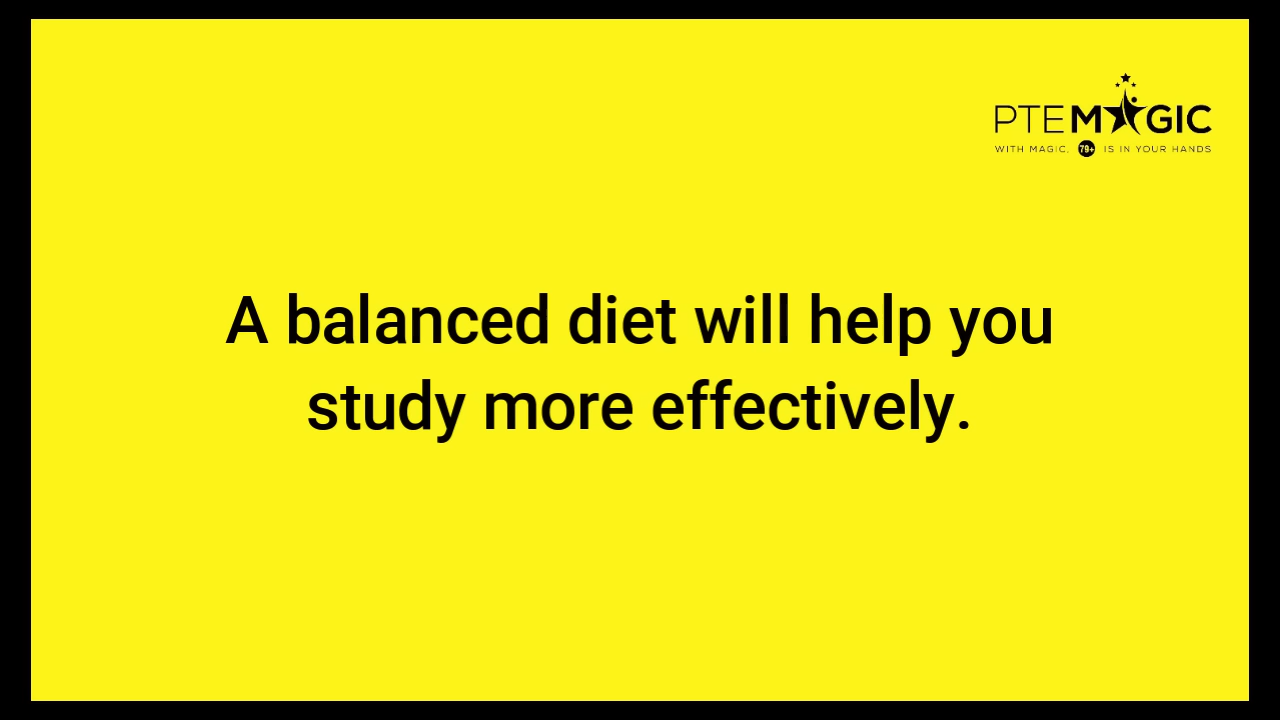 PTEMAGIC
WITH MAGIC, 79+ IS IN YOUR HANDS
A balanced diet will help you
study more effectively.